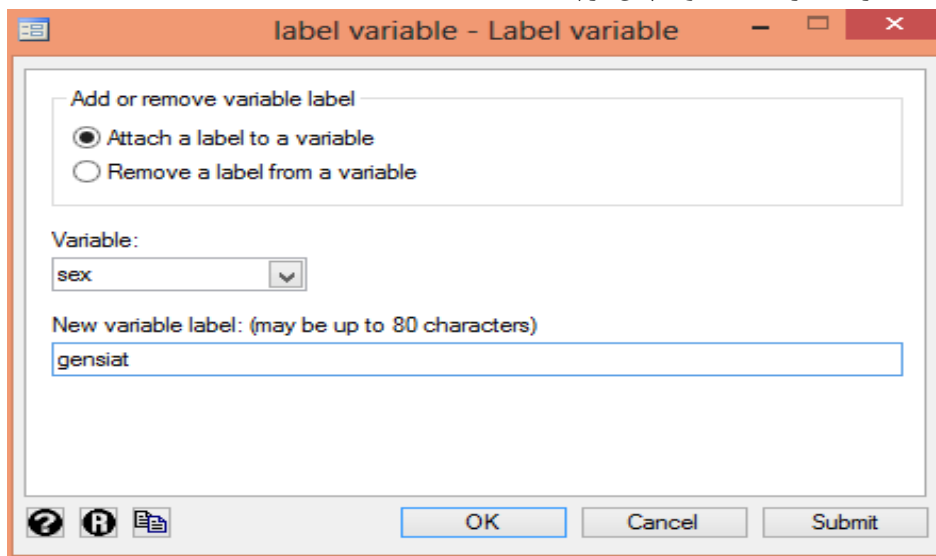 label variable - Label variable
Add or remove variable label
Attach a label to a variable
Remove a label from a variable
Variable:
sex
New variable label: (may be up to 80 characters)
gensiat
OK
Cancel
Submit